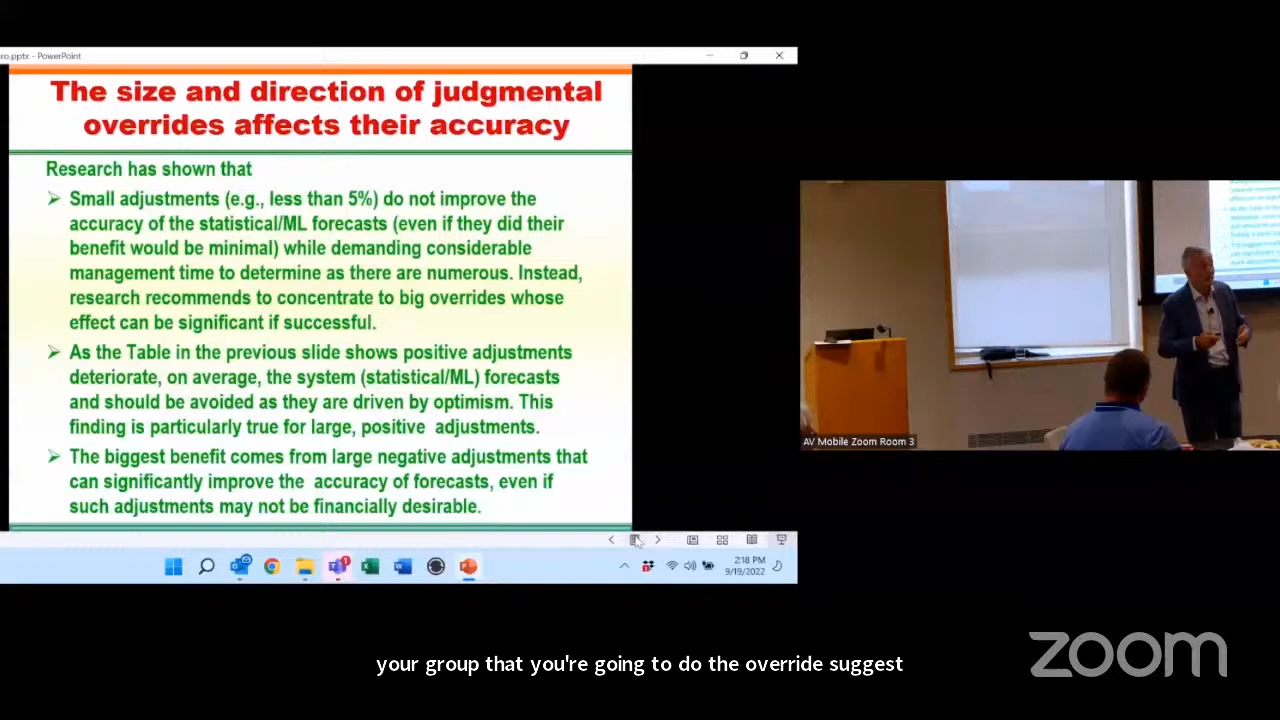 ro.pptx - PowerPoint
The size and direction of judgmental
overrides affects their accuracy
Research has shown that
Small adjustments (e.g., less than 5%) do not improve the
accuracy of the statistical/ML forecasts (even if they did their
benefit would be minimal) while demanding considerable
management time to determine as there are numerous. Instead,
research recommends to concentrate to big overrides whose
effect can be significant if successful.
As the Table in the previous slide shows positive adjustments
deteriorate, on average, the system (statistical/ML) forecasts
and should be avoided as they are driven by optimism. This
finding is particularly true for large, positive adjustments.
The biggest benefit comes from large negative adjustments that
can significantly improve the accuracy of forecasts, even if
such adjustments may not be financially desirable.
2:18 PM
9/19/2022
AV Mobile Zoom Room 3
your group that you're going to do the override suggest
zoom